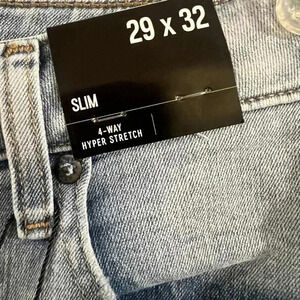 29 x 32
SLIM
4-WAY
HYPER STRETCH